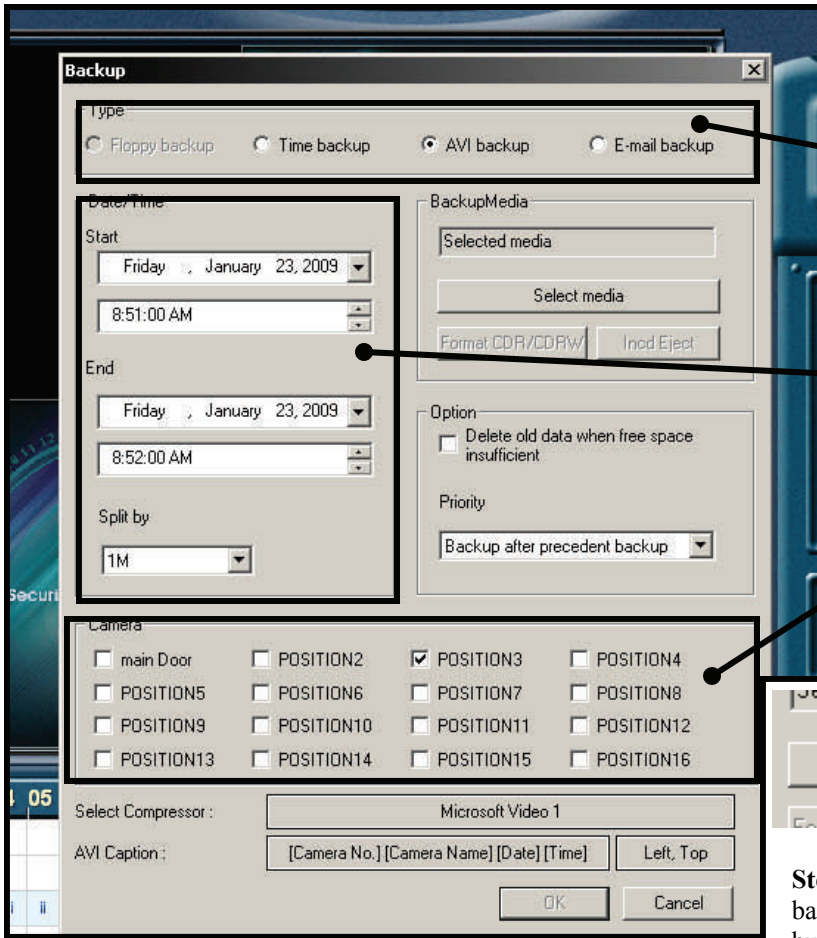 Backup
Type
Floppy backup Time backup AVI backup E-mail backup
Date/Time
Start
Friday , January 23, 2009
8:51:00 AM
End
Friday , January 23, 2009
8:52:00 AM
Split by
1M
BackupMedia
Selected media
Select media
Format CDR/CDRW Incd Eject
Option
Delete old data when free space
insufficient
Priority
Backup after precedent backup
Camera
main Door POSITION2 POSITION3 POSITION4
POSITION5 POSITION6 POSITION7 POSITION8
POSITION9 POSITION10 POSITION11 POSITION12
POSITION13 POSITION14 POSITION15 POSITION16
05
Select Compressor : Microsoft Video 1
AVI Caption : [Camera No.] [Camera Name] [Date] [Time] Left, Top
OK Cancel